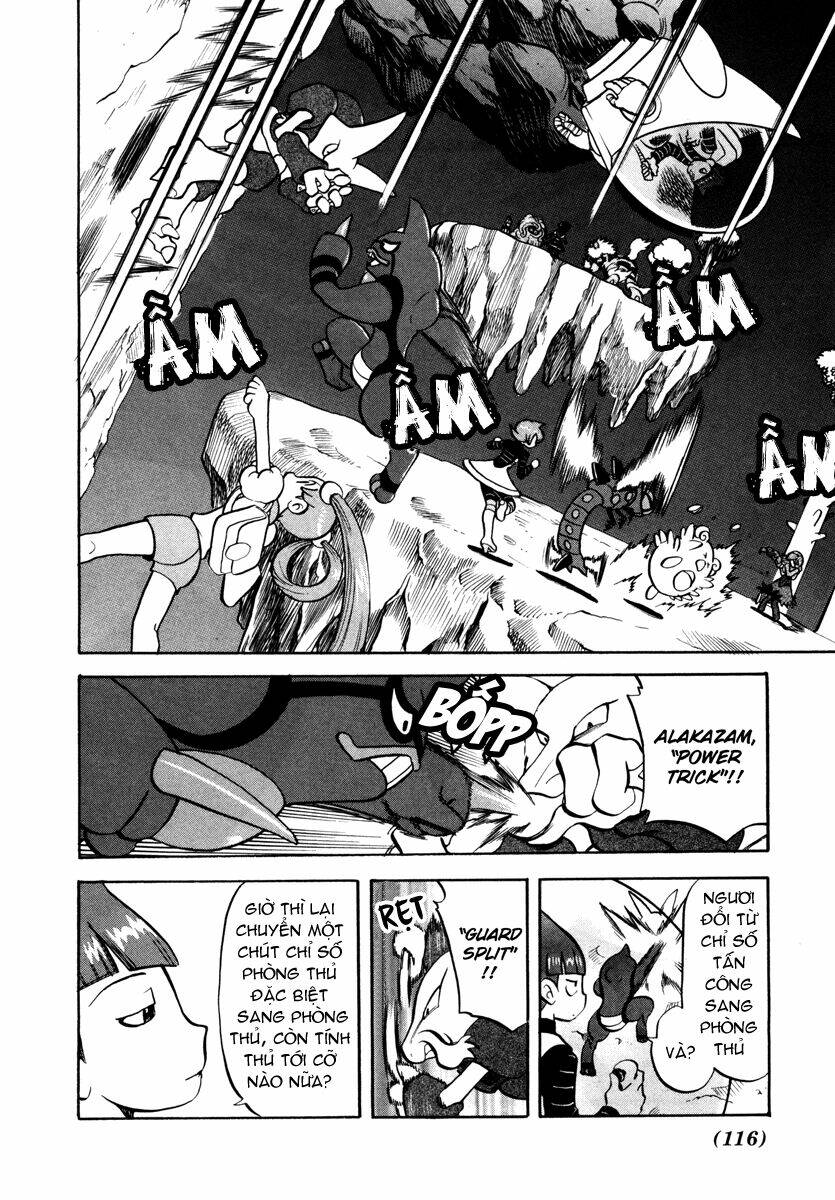 ẦM
ẦM
ẦM
ẦM
BỐPP
ALAKAZAM,
"POWER
TRICK"!!
NGƯƠI
ĐỔI TỪ
CHỈ SỐ
TẤN
CÔNG
SANG
PHÒNG
THỦ
VÀ?
"GUARD
SPLIT"
!!
RẸT
GIỜ THÌ LẠI
CHUYỂN MỘT
CHÚT CHỈ SỐ
PHÒNG THỦ
ĐẶC BIỆT
SANG PHÒNG
THỦ, CÒN TÍNH
THỦ TỚI CỠ
NÀO NỮA?
(116)